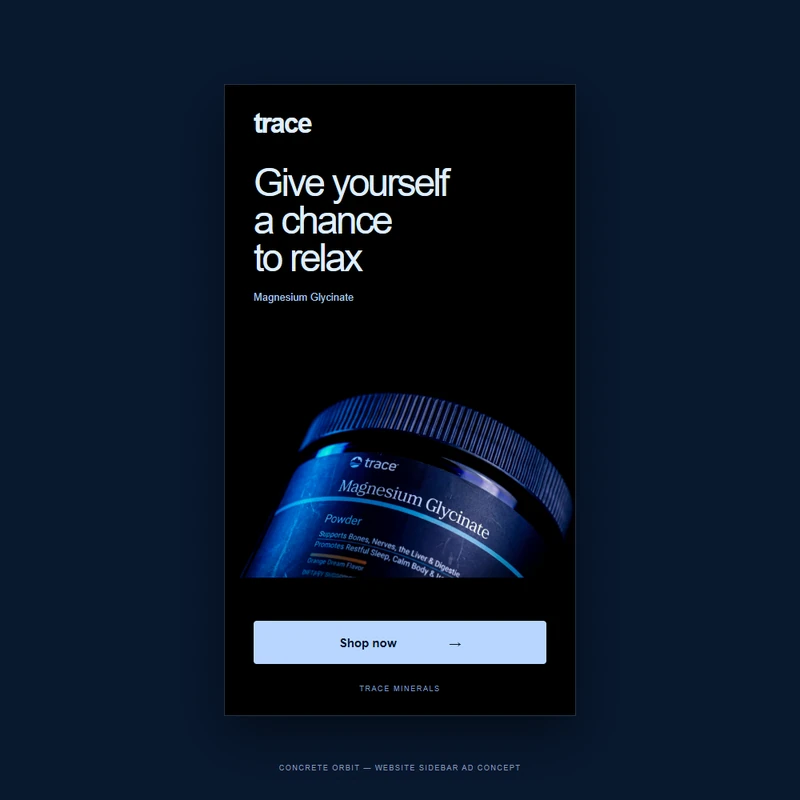 trace
Give yourself
a chance
to relax
Magnesium Glycinate
trace
Magnesium Glycinate
Powder
Supports Bones, Nerves, the Liver & Digestie
Promotes Restful Sleep, Calm Body &
Orange Dream Flavor
Shop now →
TRACE MINERALS
CONCRETE ORBIT — WEBSITE SIDEBAR AD CONCEPT